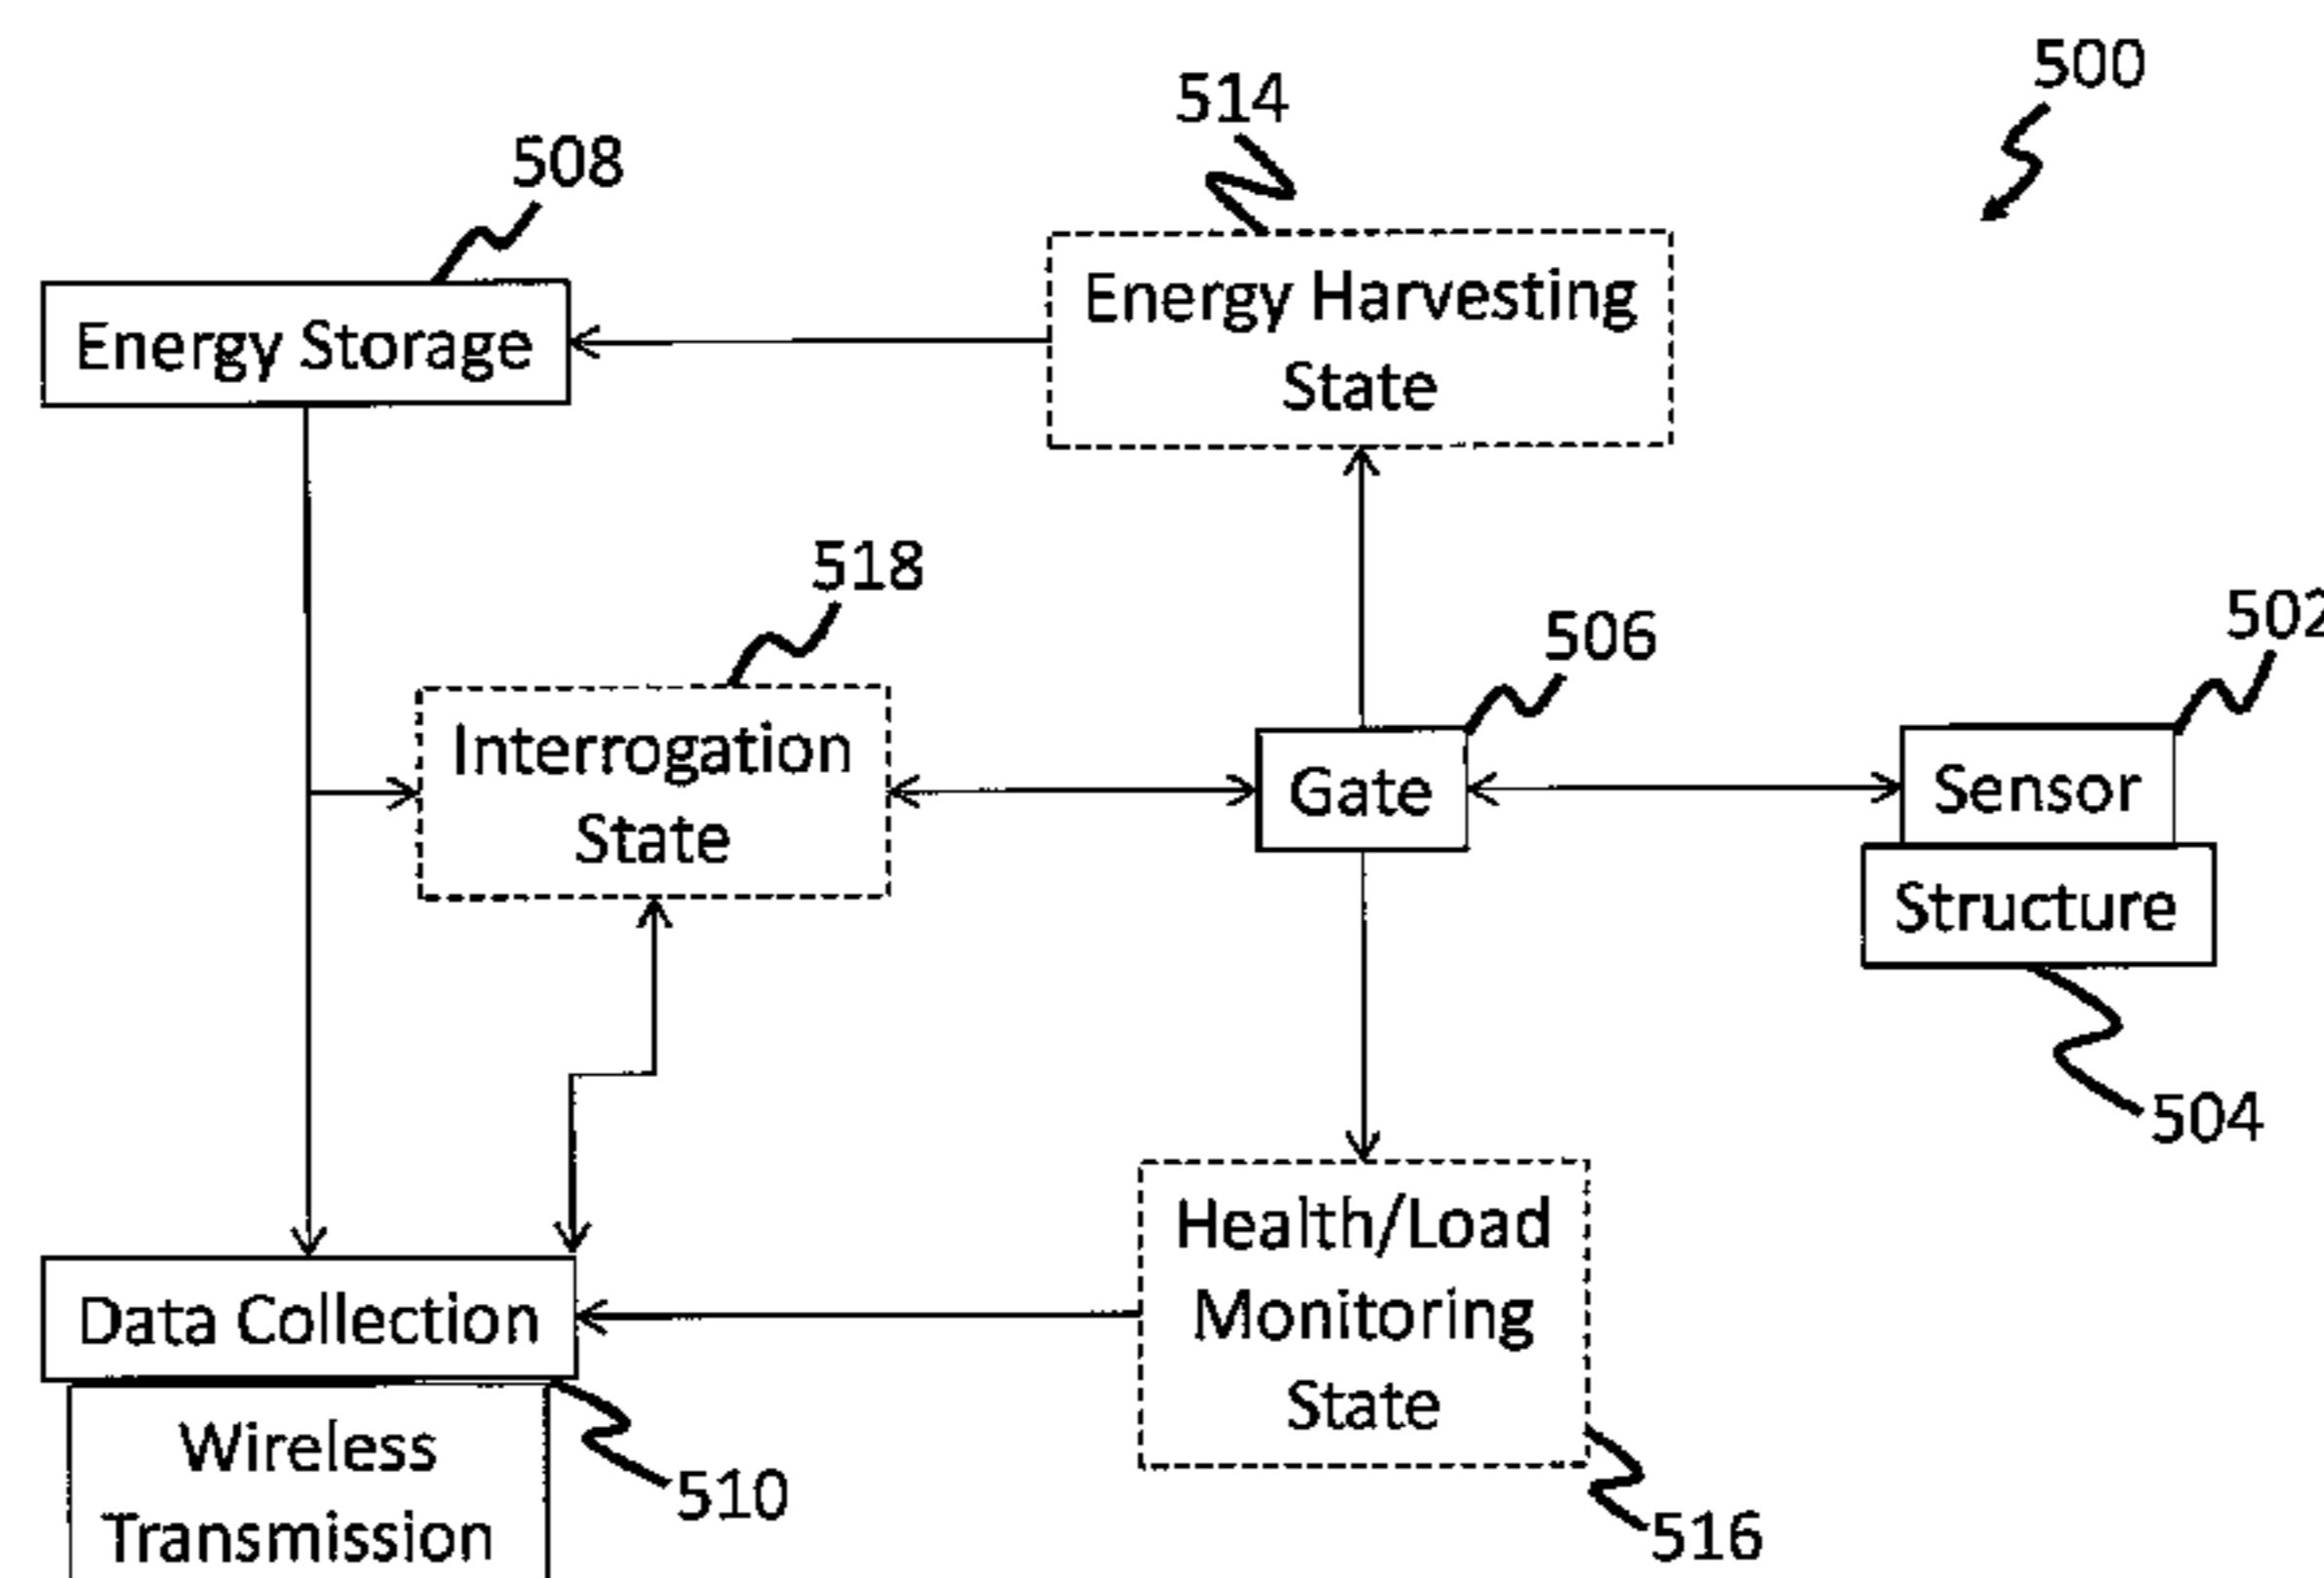 500
514
508
Energy Harvesting
State
Energy Storage
518
506
502
Interrogation
State
Gate
Sensor
Structure
504
Health/Load
Monitoring
State
Data Collection
Wireless
Transmission
510
516